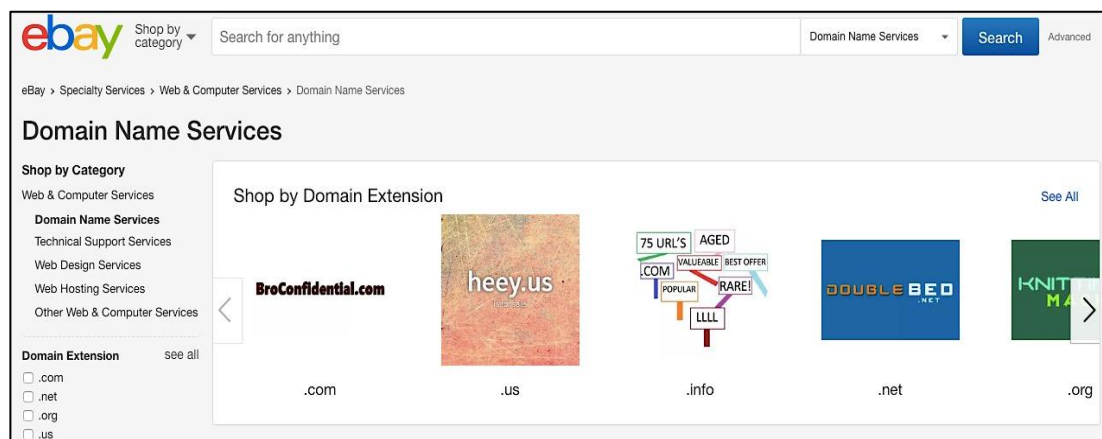 ebay
Shop by
category
Search for anything
Domain Name Services
Search
Advanced
eBay > Specialty Services > Web & Computer Services > Domain Name Services
Domain Name Services
Shop by Category
Web & Computer Services
Domain Name Services
Technical Support Services
Web Design Services
Web Hosting Services
Other Web & Computer Services
Domain Extension see all
.com
.net
.org
.us
Shop by Domain Extension
See All
BroConfidential.com
heey.us
75 URL'S
AGED
.COM
VALUEABLE
BEST OFFER
POPULAR
RARE!
LLLL
DOUBLE BED
.NET
.com
.us
.info
.net
.org